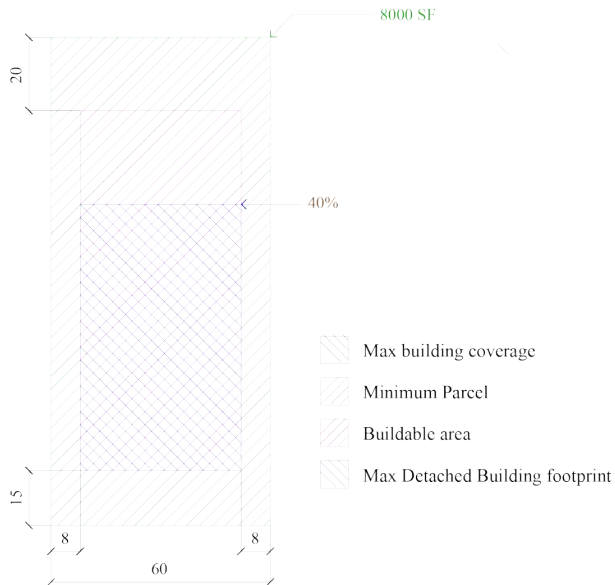 8000 SF
20
40%
Max building coverage
Minimum Parcel
Buildable area
Max Detached Building footprint
15
8
8
60